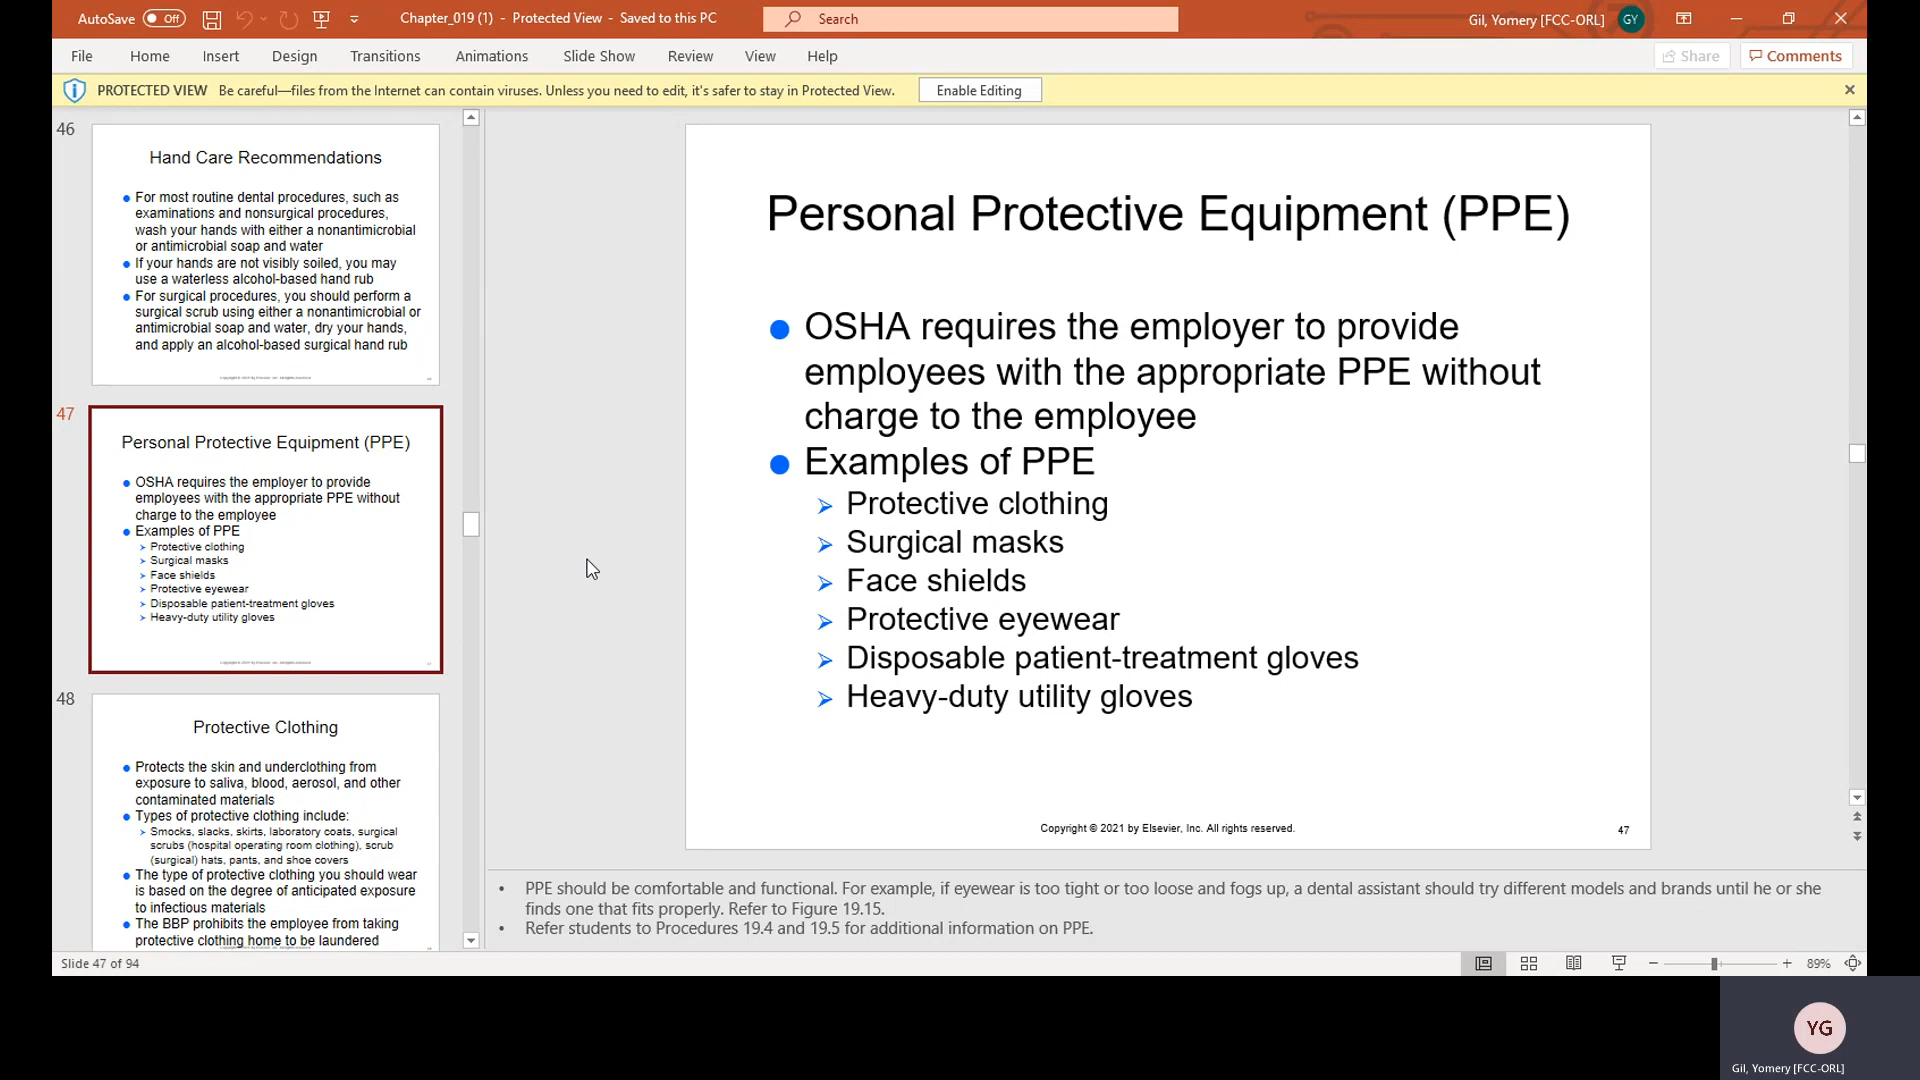 AutoSave Off
Chapter_019 (1) - Protected View - Saved to this PC
Search
Gil, Yomery [FCC-ORL] GY
File Home Insert Design Transitions Animations Slide Show Review View Help
Share Comments
PROTECTED VIEW Be careful—files from the Internet can contain viruses. Unless you need to edit, it's safer to stay in Protected View. Enable Editing
46
Hand Care Recommendations
For most routine dental procedures, such as
examinations and nonsurgical procedures,
wash your hands with either a nonantimicrobial
or antimicrobial soap and water
If your hands are not visibly soiled, you may
use a waterless alcohol-based hand rub
For surgical procedures, you should perform a
surgical scrub using either a nonantimicrobial or
antimicrobial soap and water, dry your hands,
and apply an alcohol-based surgical hand rub
47
Personal Protective Equipment (PPE)
OSHA requires the employer to provide
employees with the appropriate PPE without
charge to the employee
Examples of PPE
Protective clothing
Surgical masks
Face shields
Protective eyewear
Disposable patient-treatment gloves
Heavy-duty utility gloves
48
Protective Clothing
Protects the skin and underclothing from
exposure to saliva, blood, aerosol, and other
contaminated materials
Types of protective clothing include:
Smocks, slacks, skirts, laboratory coats, surgical
scrubs (hospital operating room clothing), scrub
(surgical) hats, pants, and shoe covers
The type of protective clothing you should wear
is based on the degree of anticipated exposure
to infectious materials
The BBP prohibits the employee from taking
protective clothing home to be laundered
Personal Protective Equipment (PPE)
OSHA requires the employer to provide
employees with the appropriate PPE without
charge to the employee
Examples of PPE
Protective clothing
Surgical masks
Face shields
Protective eyewear
Disposable patient-treatment gloves
Heavy-duty utility gloves
Copyright © 2021 by Elsevier, Inc. All rights reserved.
47
PPE should be comfortable and functional. For example, if eyewear is too tight or too loose and fogs up, a dental assistant should try different models and brands until he or she
finds one that fits properly. Refer to Figure 19.15.
Refer students to Procedures 19.4 and 19.5 for additional information on PPE.
Slide 47 of 94
89%
YG
Gil, Yomery [FCC-ORL]